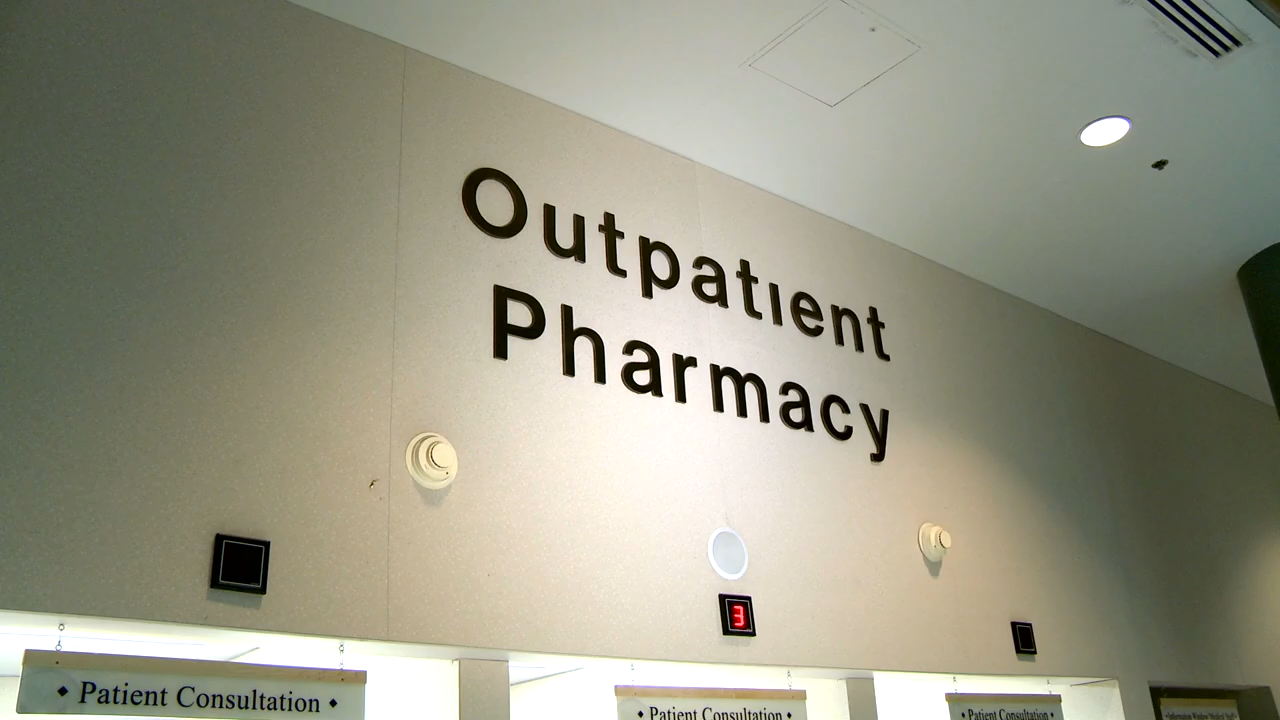 Outpatient
Pharmacy
3
◆ Patient Consultation ◆
◆ Patient Consultation ◆
◆ Patient Consultation ◆